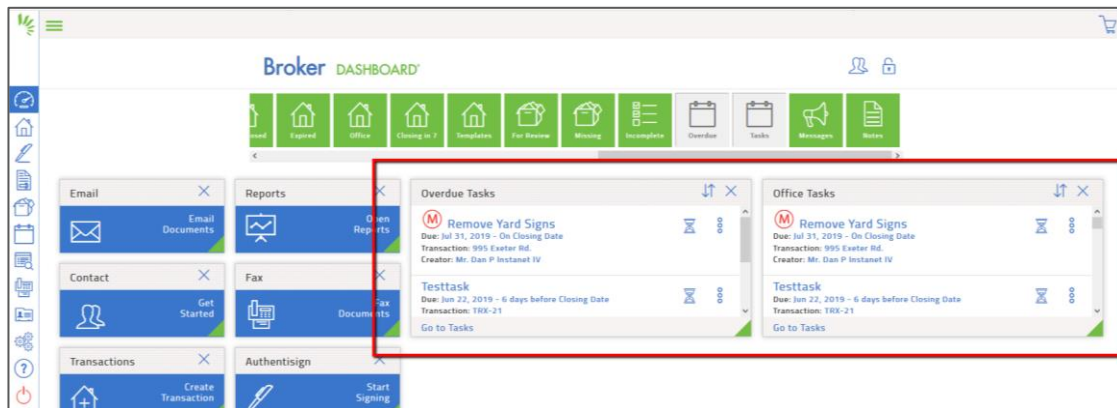 Broker DASHBOARD
Expired
Office
Closing in 7
Templates
For Review
Missing
Incomplete
Overdue
Tasks
Messages
Notes
Email
Email
Documents
Reports
Open
Reports
Overdue Tasks
M Remove Yard Signs
Due: Jul 31, 2019 - On Closing Date
Transaction: 995 Exeter Rd.
Creator: Mr. Dan P Instanet IV
Testtask
Due: Jun 22, 2019 - 6 days before Closing Date
Transaction: TRX-21
Go to Tasks
Office Tasks
M Remove Yard Signs
Due: Jul 31, 2019 - On Closing Date
Transaction: 995 Exeter Rd.
Creator: Mr. Dan P Instanet IV
Testtask
Due: Jun 22, 2019 - 6 days before Closing Date
Transaction: TRX-21
Go to Tasks
Contact
Get
Started
Fax
Fax
Documents
Transactions
Create
Transaction
Authentisign
Start
Signing